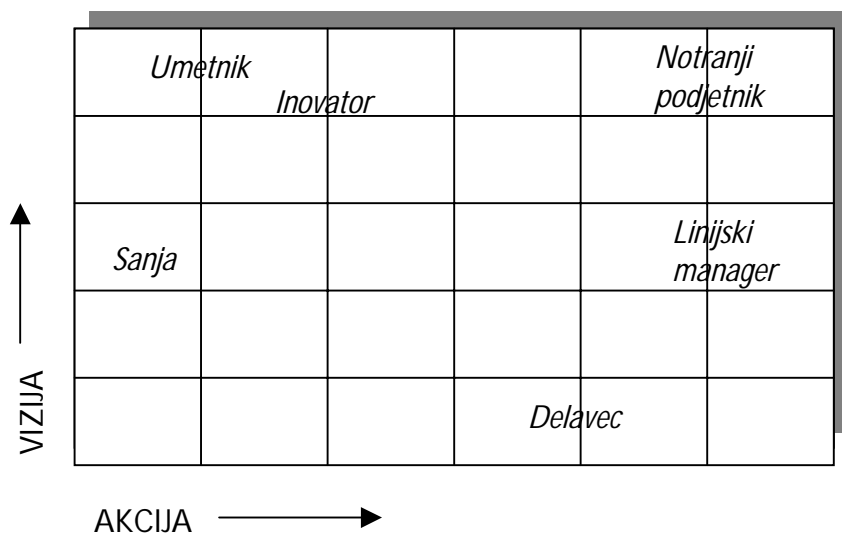 Umetnik
Inovator
Notranji
podjetnik
Sanja
Linijski
manager
Delavec
VIZIJA
AKCIJA